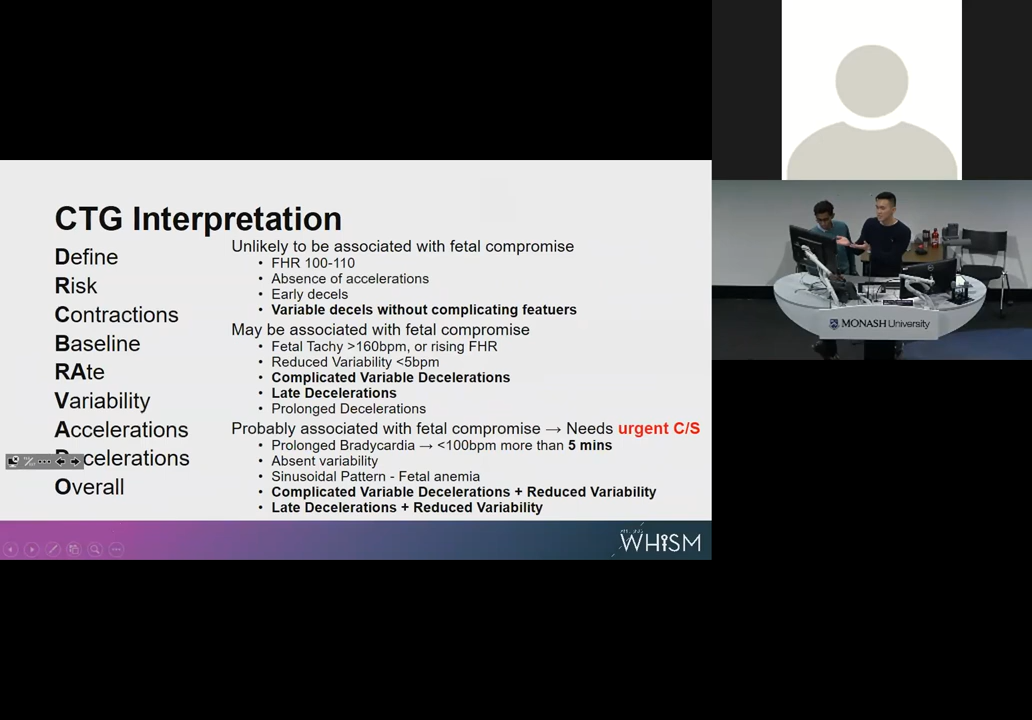 CTG Interpretation
Define
Risk
Contractions
Baseline
RAte
Variability
Accelerations
celerations
Overall
Unlikely to be associated with fetal compromise
• FHR 100-110
• Absence of accelerations
• Early decels
• Variable decels without complicating featuers
May be associated with fetal compromise
• Fetal Tachy >160bpm, or rising FHR
• Reduced Variability <5bpm
• Complicated Variable Decelerations
• Late Decelerations
• Prolonged Decelerations
Probably associated with fetal compromise → Needs urgent C/S
• Prolonged Bradycardia → <100bpm more than 5 mins
• Absent variability
• Sinusoidal Pattern - Fetal anemia
• Complicated Variable Decelerations + Reduced Variability
• Late Decelerations + Reduced Variability
WHiSM
MONASH University